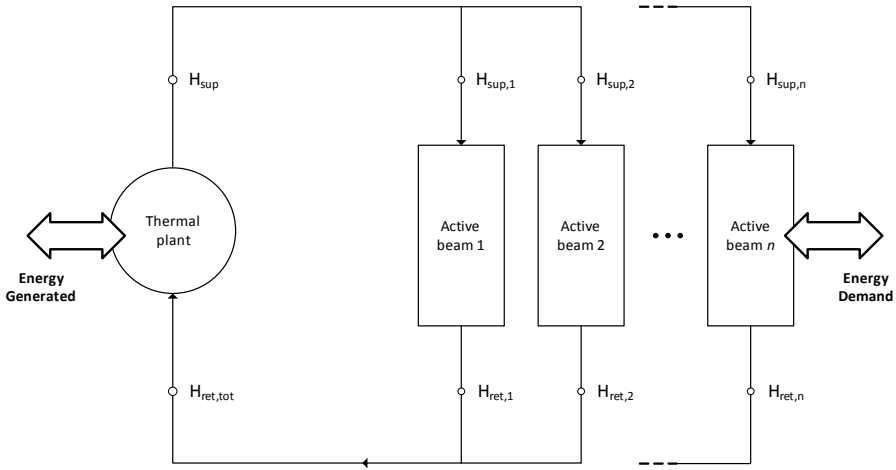 H_sup
H_sup,1
H_sup,2
H_sup,n
Thermal
plant
Active
beam 1
Active
beam 2
Active
beam n
Energy
Generated
Energy
Demand
H_ret,tot
H_ret,1
H_ret,2
H_ret,n